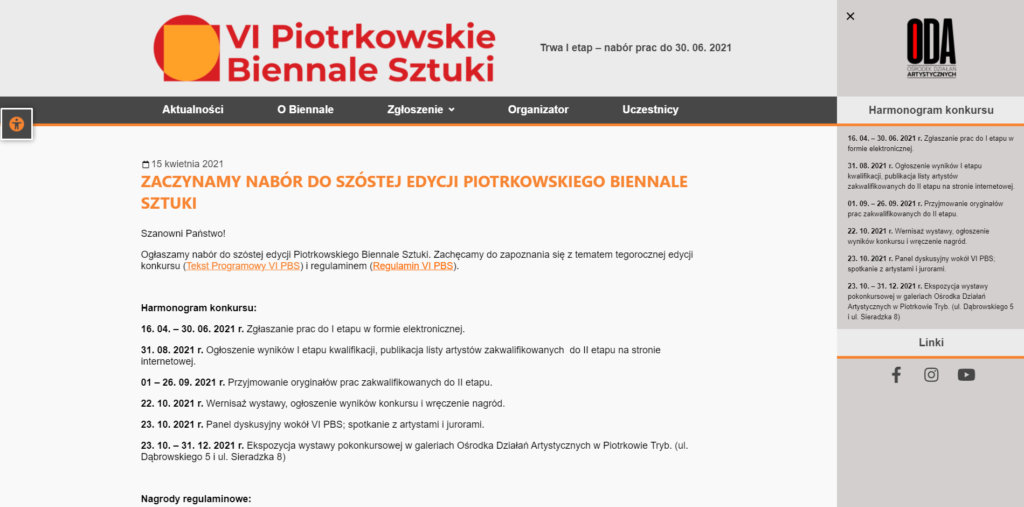 VI Piotrkowskie
Biennale Sztuki
Trwa I etap – nabór prac do 30. 06. 2021
ODA
OŚRODEK DZIAŁAŃ
ARTYSTYCZNYCH
Aktualności
O Biennale
Zgłoszenie
Organizator
Uczestnicy
15 kwietnia 2021
ZACZYNAMY NABÓR DO SZÓSTEJ EDYCJI PIOTRKOWSKIEGO BIENNALE
SZTUKI
Szanowni Państwo!
Ogłaszamy nabór do szóstej edycji Piotrkowskiego Biennale Sztuki. Zachęcamy do zapoznania się z tematem tegorocznej edycji
konkursu (Tekst Programowy VI PBS) i regulaminem (Regulamin VI PBS).
Harmonogram konkursu:
16. 04. – 30. 06. 2021 r. Zgłaszanie prac do I etapu w formie elektronicznej.
31. 08. 2021 r. Ogłoszenie wyników I etapu kwalifikacji, publikacja listy artystów zakwalifikowanych do II etapu na stronie
internetowej.
01 – 26. 09. 2021 r. Przyjmowanie oryginałów prac zakwalifikowanych do II etapu.
22. 10. 2021 r. Wernisaż wystawy, ogłoszenie wyników konkursu i wręczenie nagród.
23. 10. 2021 r. Panel dyskusyjny wokół VI PBS; spotkanie z artystami i jurorami.
23. 10. – 31. 12. 2021 r. Ekspozycja wystawy pokonkursowej w galeriach Ośrodka Działań Artystycznych w Piotrkowie Tryb. (ul.
Dąbrowskiego 5 i ul. Sieradzka 8)
Nagrody regulaminowe:
Harmonogram konkursu
16. 04. – 30. 06. 2021 r. Zgłaszanie prac do I etapu w
formie elektronicznej.
31. 08. 2021 r. Ogłoszenie wyników I etapu
kwalifikacji, publikacja listy artystów
zakwalifikowanych do II etapu na stronie internetowej.
01. 09. – 26. 09. 2021 r. Przyjmowanie oryginałów
prac zakwalifikowanych do II etapu.
22. 10. 2021 r. Wernisaż wystawy, ogłoszenie
wyników konkursu i wręczenie nagród.
23. 10. 2021 r. Panel dyskusyjny wokół VI PBS;
spotkanie z artystami i jurorami.
23. 10. – 31. 12. 2021 r. Ekspozycja wystawy
pokonkursowej w galeriach Ośrodka Działań
Artystycznych w Piotrkowie Tryb. (ul. Dąbrowskiego 5
i ul. Sieradzka 8)
Linki